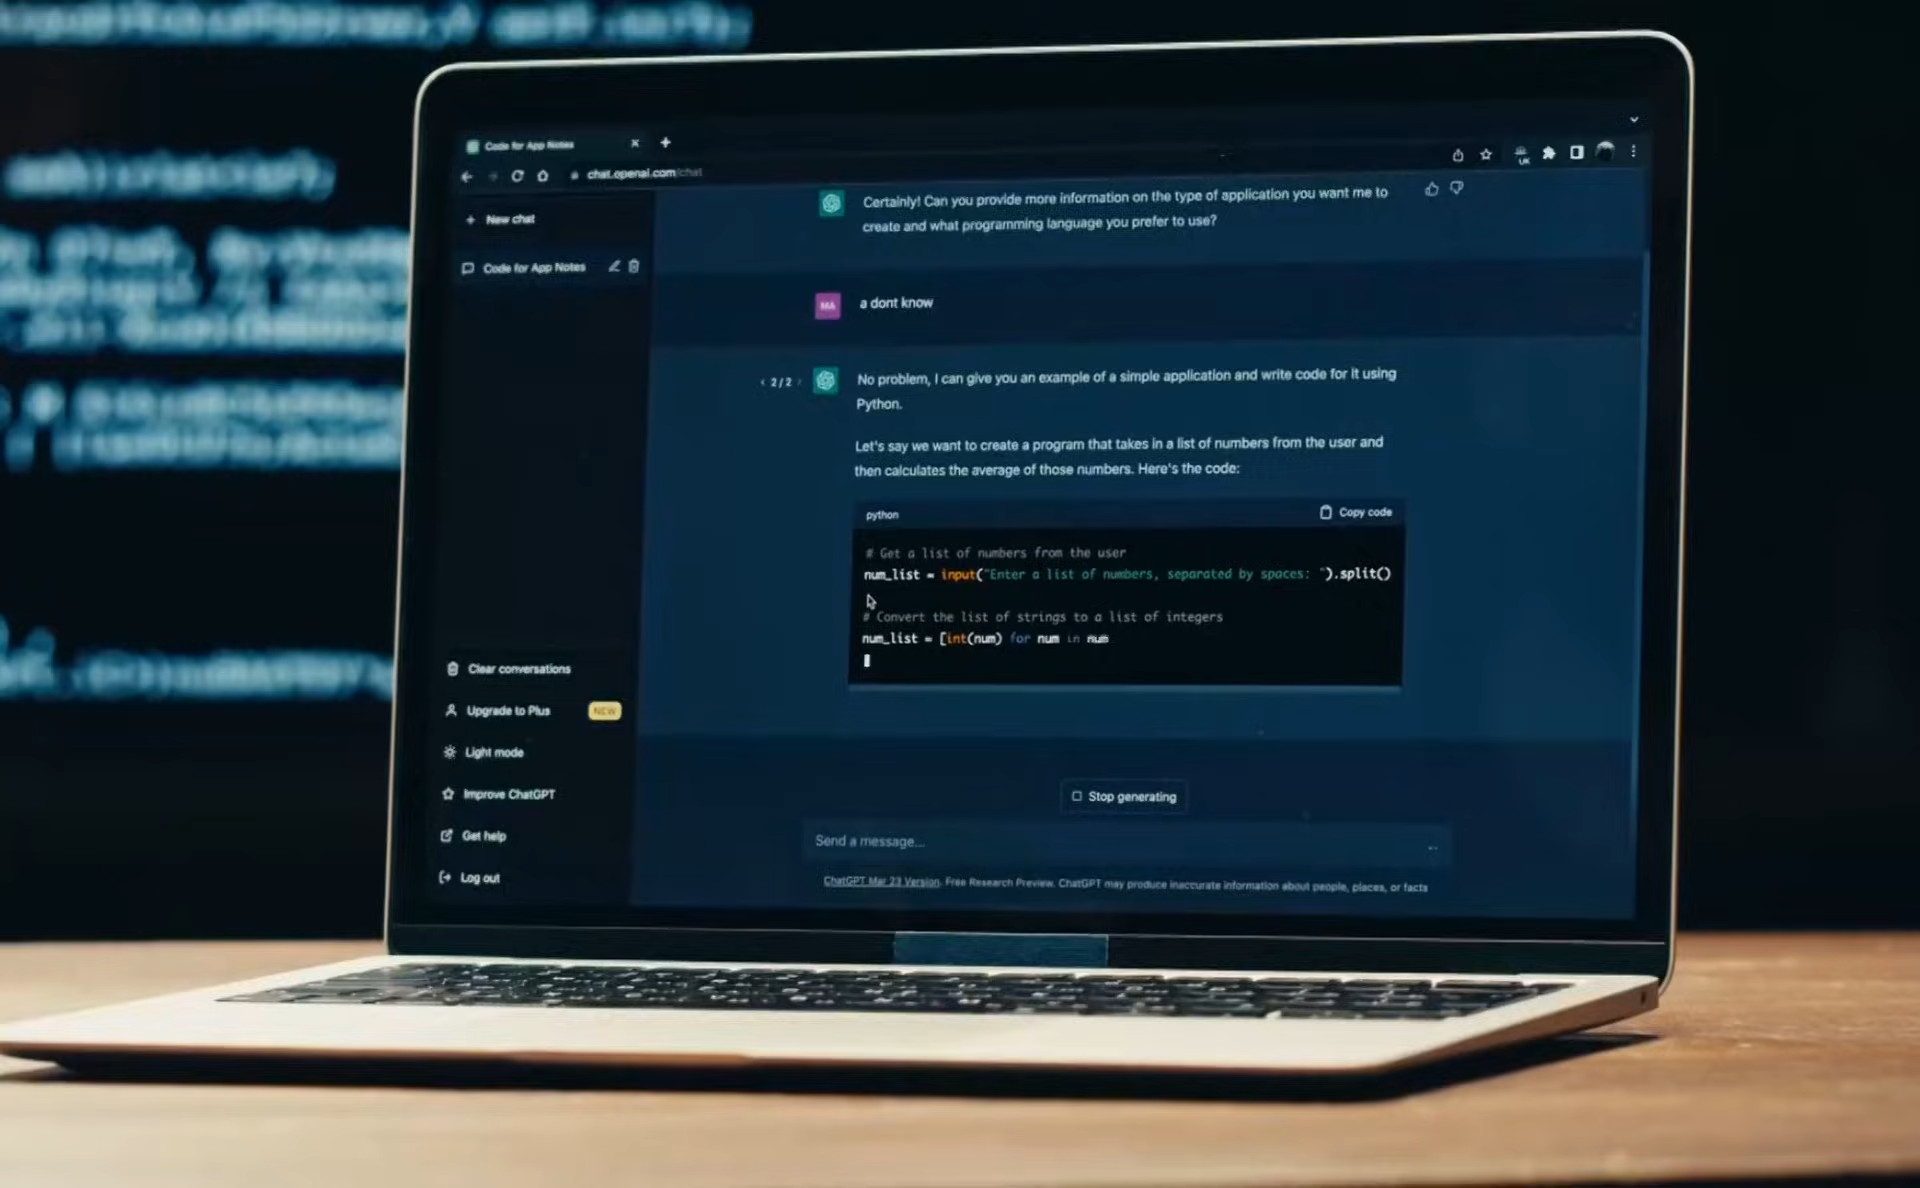 Code for App Notes
chat.openai.com/chat
UK
New chat
Code for App Notes
Certainly! Can you provide more information on the type of application you want me to
create and what programming language you prefer to use?
MA
a dont know
2/2
No problem, I can give you an example of a simple application and write code for it using
Python.
Let's say we want to create a program that takes in a list of numbers from the user and
then calculates the average of those numbers. Here's the code:
python
Copy code
# Get a list of numbers from the user
num_list = input("Enter a list of numbers, separated by spaces: ").split()
# Convert the list of strings to a list of integers
num_list = [int(num) for num in num
Clear conversations
Upgrade to Plus
NEW
Light mode
Improve ChatGPT
Get help
Log out
Stop generating
Send a message...
ChatGPT Mar 23 Version. Free Research Preview. ChatGPT may produce inaccurate information about people, places, or facts